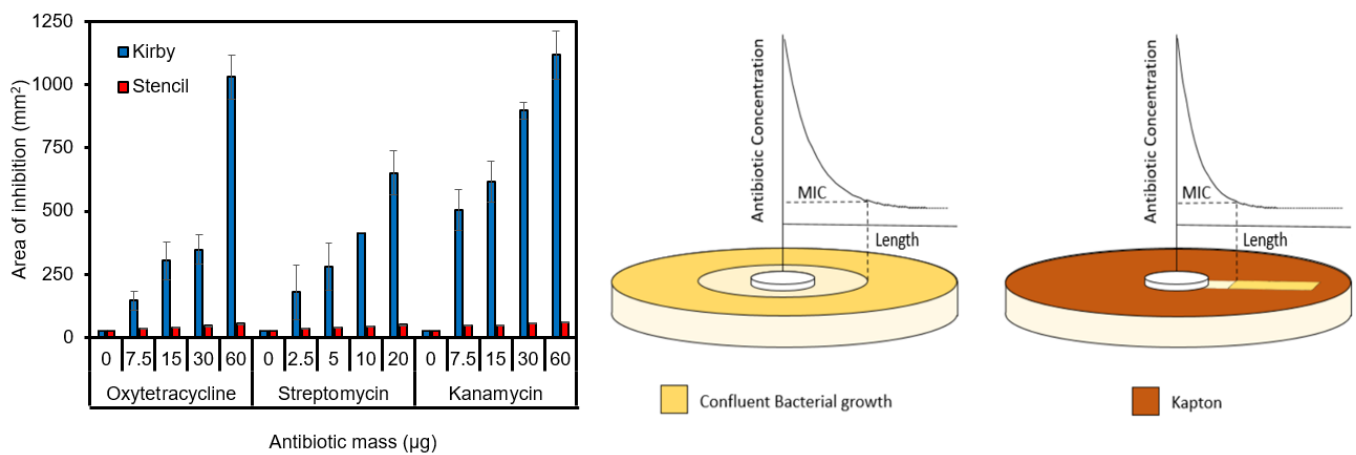 1250
1000
750
500
250
0
Area of inhibition (mm²)
Kirby
Stencil
0 7.5 15 30 60 0 2.5 5 10 20 0 7.5 15 30 60
Oxytetracycline Streptomycin Kanamycin
Antibiotic mass (µg)
Antibiotic Concentration
MIC
Length
Confluent Bacterial growth
Antibiotic Concentration
MIC
Length
Kapton